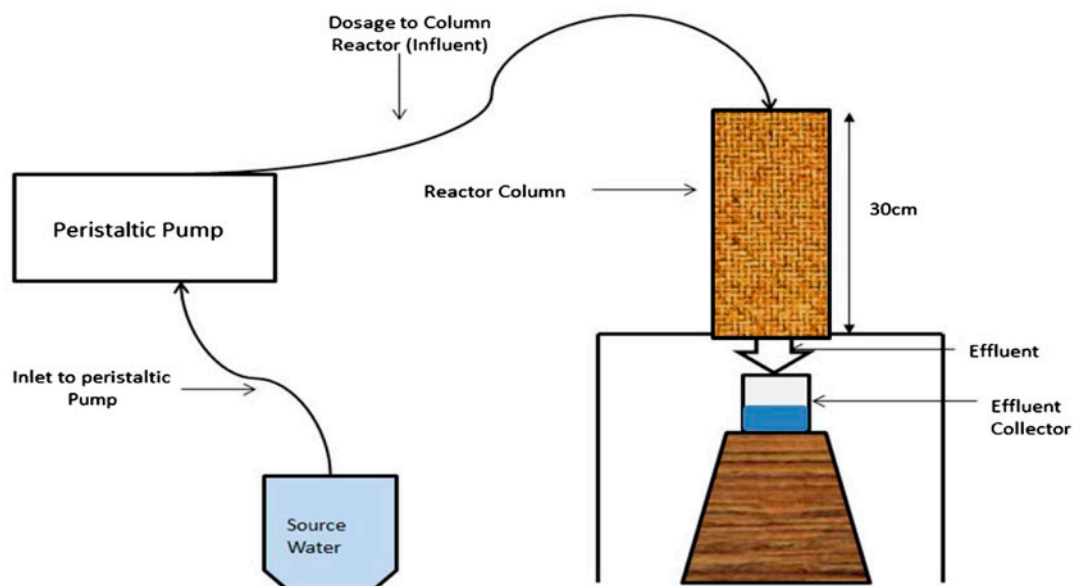 Dosage to Column
Reactor (Influent)
Reactor Column
30cm
Peristaltic Pump
Effluent
Inlet to peristaltic
Pump
Effluent
Collector
Source
Water